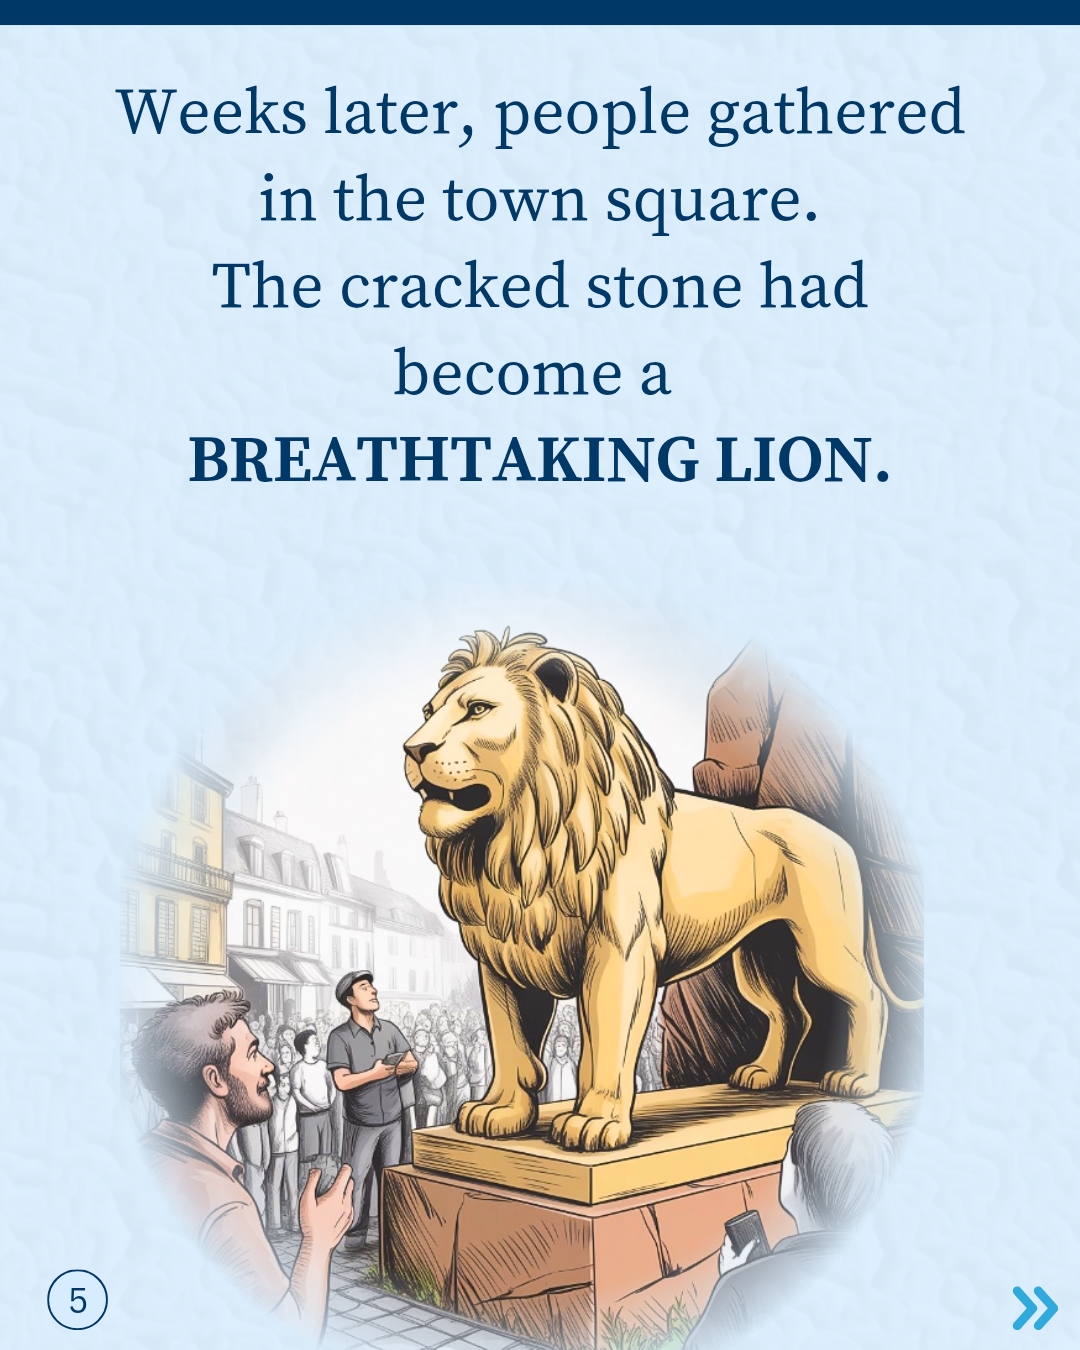 Weeks later, people gathered
in the town square.
The cracked stone had
become a
BREATHTAKING LION.
5